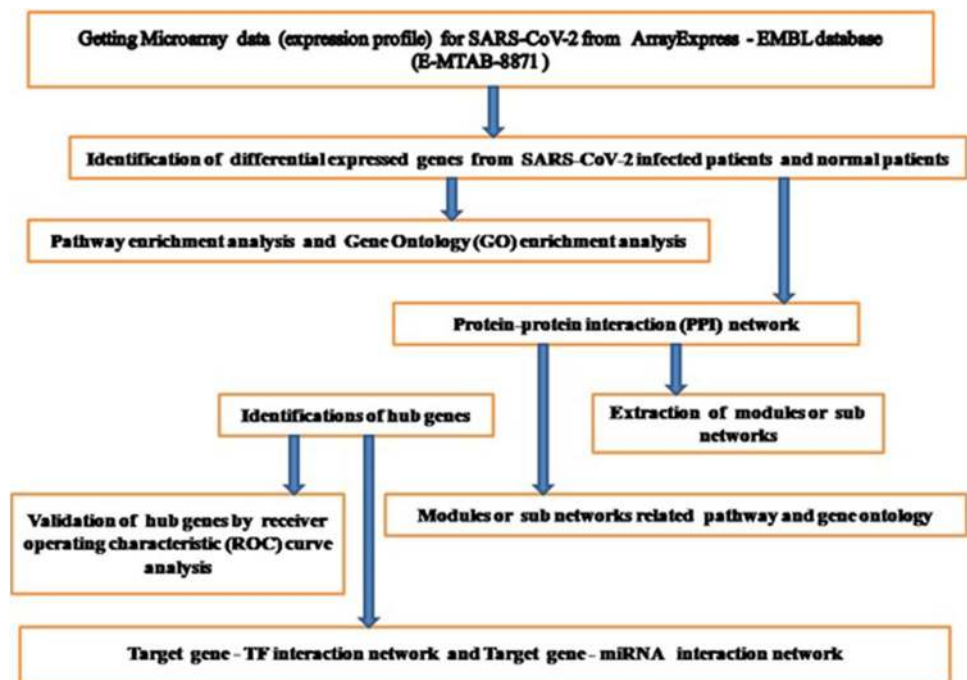 Getting Microarray data (expression profile) for SARS-CoV-2 from ArrayExpress - EMBL database
(E-MTAB-8871)
Identification of differential expressed genes from SARS-CoV-2 infected patients and normal patients
Pathway enrichment analysis and Gene Ontology (GO) enrichment analysis
Protein-protein interaction (PPI) network
Identifications of hub genes
Extraction of modules or sub
networks
Validation of hub genes by receiver
operating characteristic (ROC) curve
analysis
Modules or sub networks related pathway and gene ontology
Target gene - TF interaction network and Target gene - miRNA interaction network